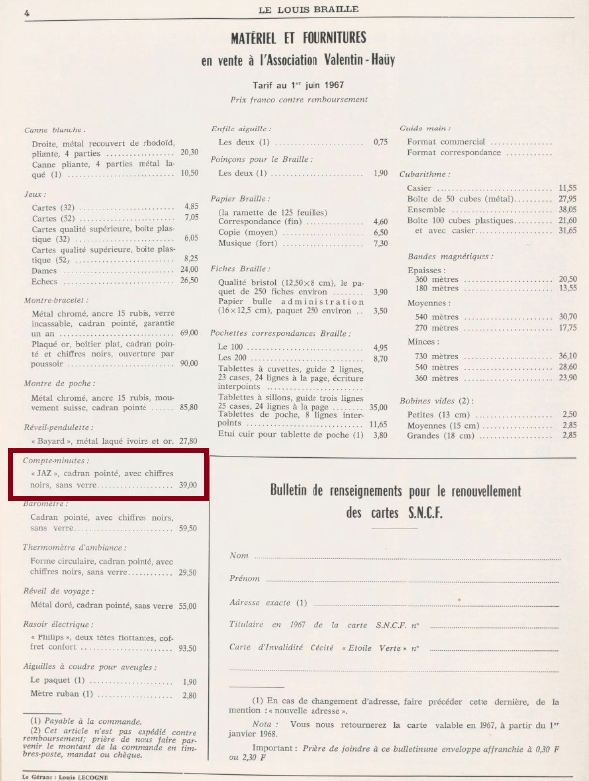 4
LE LOUIS BRAILLE
MATÉRIEL ET FOURNITURES
en vente à l'Association Valentin-Haüy
Tarif au 1er juin 1967
Prix franco contre remboursement
Canne blanche :
Droite, métal recouvert de rhodoïd,
pliante, 4 parties ................ 20,30
Canne pliante, 4 parties métal la-
qué (1) .......................... 10,50
Jeux :
Cartes (32) ...................... 4,85
Cartes (52) ...................... 7,05
Cartes qualité supérieure, boîte plas-
tique (32) ....................... 6,05
Cartes qualité supérieure, boîte plas-
tique (52) ....................... 8,25
Dames ............................ 24,00
Echecs ........................... 26,50
Montre-bracelet :
Métal chromé, ancre 15 rubis, verre
incassable, cadran pointé, garantie
un an ............................ 69,00
Plaqué or, boîtier plat, cadran poin-
té et chiffres noirs, ouverture par
poussoir ......................... 90,00
Montre de poche :
Métal chromé, ancre 15 rubis, mou-
vement suisse, cadran pointé ..... 85,80
Réveil-pendulette :
« Bayard », métal laqué ivoire et or. 27,80
Compte-minutes :
« JAZ », cadran pointé, avec chiffres
noirs, sans verre ................ 39,00
Baromètre :
Cadran pointé, avec chiffres noirs,
sans verre ....................... 59,50
Thermomètre d'ambiance :
Forme circulaire, cadran pointé, avec
chiffres noirs, sans verre ........... 29,50
Réveil de voyage :
Métal doré, cadran pointé, sans verre 55,00
Rasoir électrique :
« Philips », deux têtes flottantes, cof-
fret confort ..................... 93,50
Aiguilles à coudre pour aveugles :
Le paquet (1) .................... 1,90
Mètre ruban (1) .................. 2,80
(1) Payable à la commande.
(2) Cet article n'est pas expédié contre
remboursement; prière de nous faire par-
venir le montant de la commande en tim-
bres-poste, mandat ou chèque.
Enfile aiguille :
Les deux (1) ..................... 0,75
Poinçons pour le Braille :
Les deux (1) ..................... 1,90
Papier Braille :
(la ramette de 125 feuilles)
Correspondance (fin) ............. 4,60
Copie (moyen) .................... 6,50
Musique (fort) ................... 7,30
Fiches Braille :
Qualité bristol (12,50×8 cm), le pa-
quet de 250 fiches environ ....... 3,90
Papier bulle administration
(16×12,5 cm), paquet 250 environ .. 3,50
Pochettes correspondances Braille :
Le 100 ........................... 4,95
Les 200 .......................... 8,70
Tablettes à cuvettes, guide 2 lignes,
23 cases, 24 lignes à la page, écriture
interpoints ......................
Tablettes à sillons, guide trois lignes
25 cases, 24 lignes à la page ....... 35,00
Tablettes de poche, 8 lignes inter-
points ........................... 11,65
Etui cuir pour tablette de poche (1) 3,80
Guide main :
Format commercial ................
Format correspondance ............
Cubarithme :
Casier ........................... 11,55
Boîte de 50 cubes (métal) ........ 27,95
Ensemble ......................... 38,05
Boîte 100 cubes plastiques ....... 21,60
et avec casier ................... 31,65
Bandes magnétiques :
Epaisses :
360 mètres ....................... 20,50
180 mètres ....................... 13,55
Moyennes :
540 mètres ....................... 30,70
270 mètres ....................... 17,75
Minces :
730 mètres ....................... 36,10
540 mètres ....................... 28,60
360 mètres ....................... 23,90
Bobines vides (2) :
Petites (13 cm) .................. 2,50
Moyennes (15 cm) ................. 2,85
Grandes (18 cm) .................. 2,85
Bulletin de renseignements pour le renouvellement
des cartes S.N.C.F.
Nom
Prénom
Adresse exacte (1)
Titulaire en 1967 de la carte S.N.C.F. n°
Carte d'Invalidité Cécité « Etoile Verte » n°
(1) En cas de changement d'adresse, faire précéder cette dernière, de la
mention : « nouvelle adresse ».
Nota : Vous nous retournerez la carte valable en 1967, à partir du 1er
janvier 1968.
Important : Prière de joindre à ce bulletinune enveloppe affranchie à 0,30 F
ou 2,30 F
Le Gérant : Louis LECOGNE